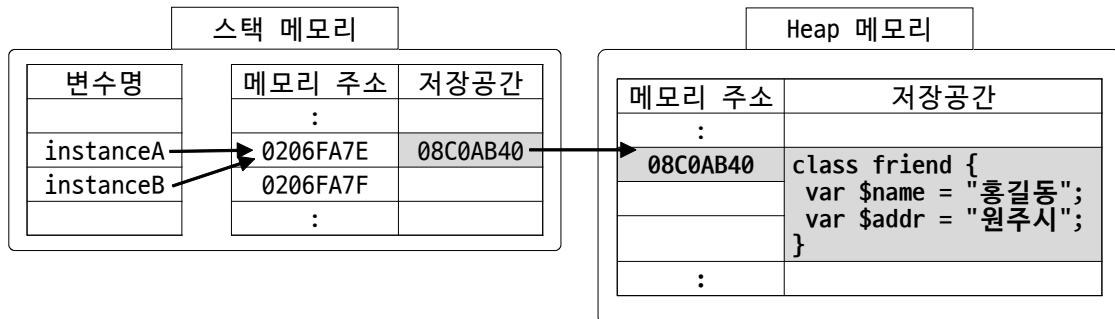 스택 메모리
변수명 메모리 주소 저장공간
:
instanceA 0206FA7E 08C0AB40
instanceB 0206FA7F
:
Heap 메모리
메모리 주소 저장공간
:
08C0AB40 class friend {
var $name = "홍길동";
var $addr = "원주시";
}
: